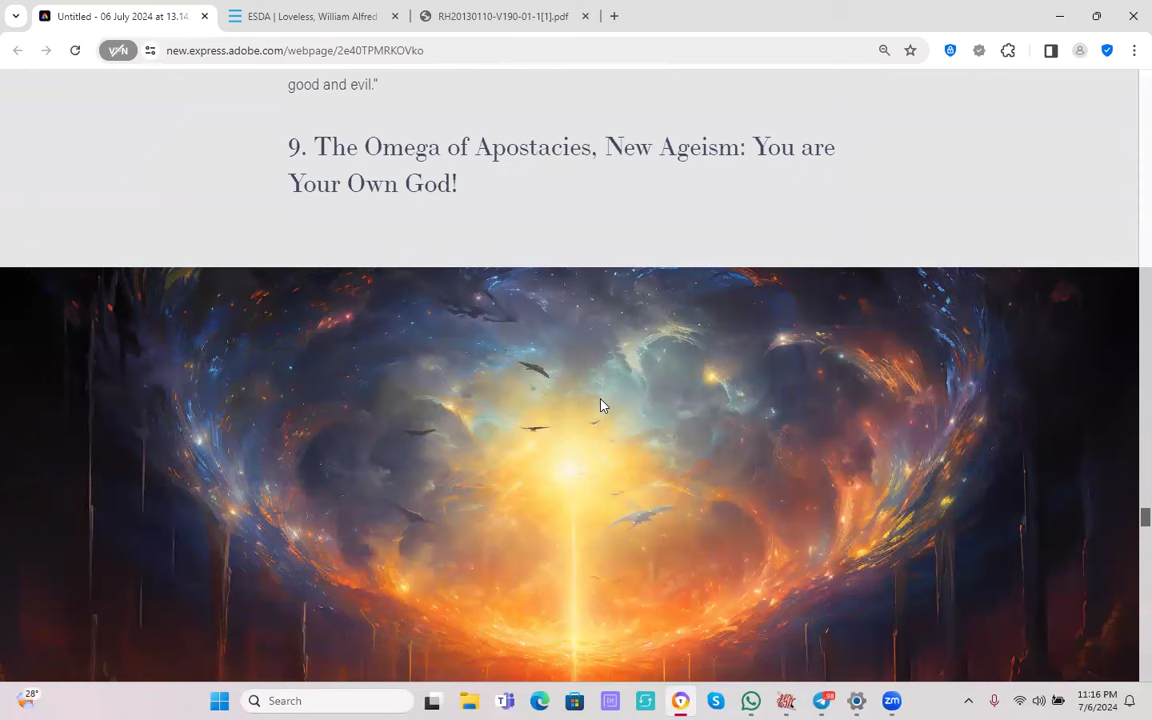 Untitled - 06 July 2024 at 13.14.
ESDA | Loveless, William Alfred
RH20130110-V190-01-1[1].pdf
VPN
new.express.adobe.com/webpage/2e40TPMRKOVko
good and evil."
9. The Omega of Apostacies, New Ageism: You are
Your Own God!
28°
Search
11:16 PM
7/6/2024